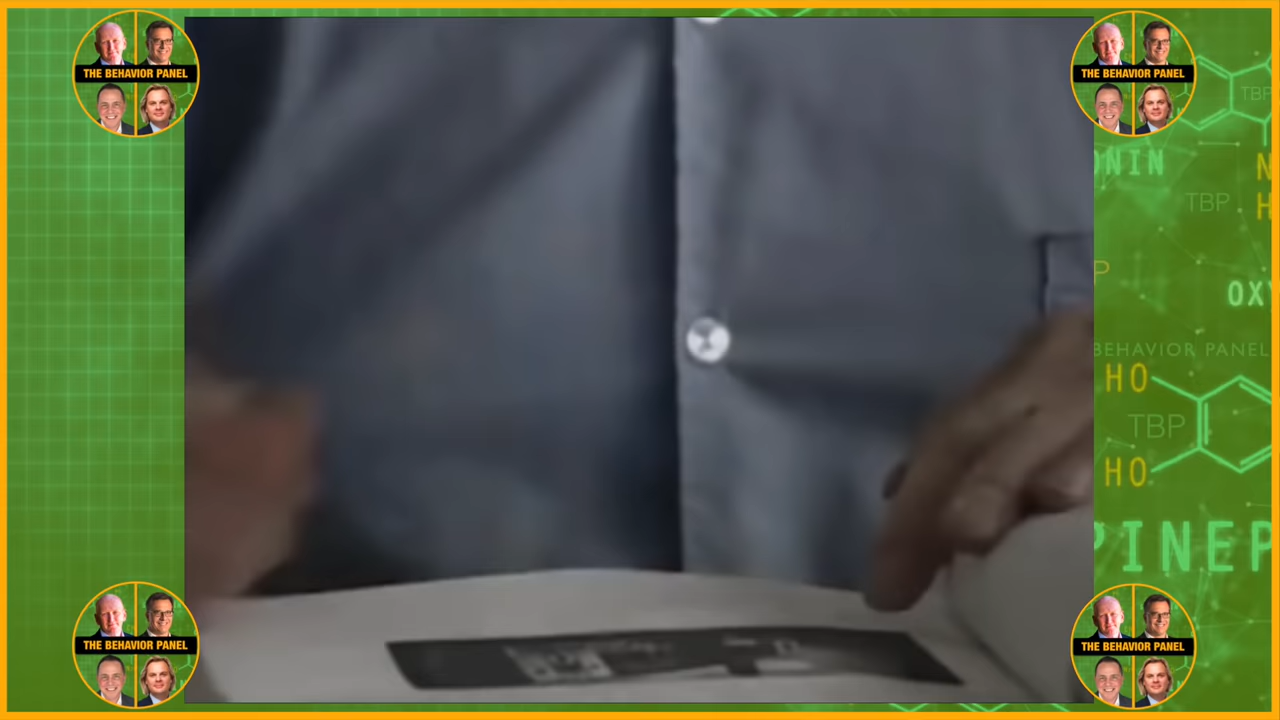 THE BEHAVIOR PANEL
THE BEHAVIOR PANEL
TBP
ONIN
N
TBP
H
P
OXY
BEHAVIOR PANEL
HO
TBP
HO
PINEP
THE BEHAVIOR PANEL
THE BEHAVIOR PANEL